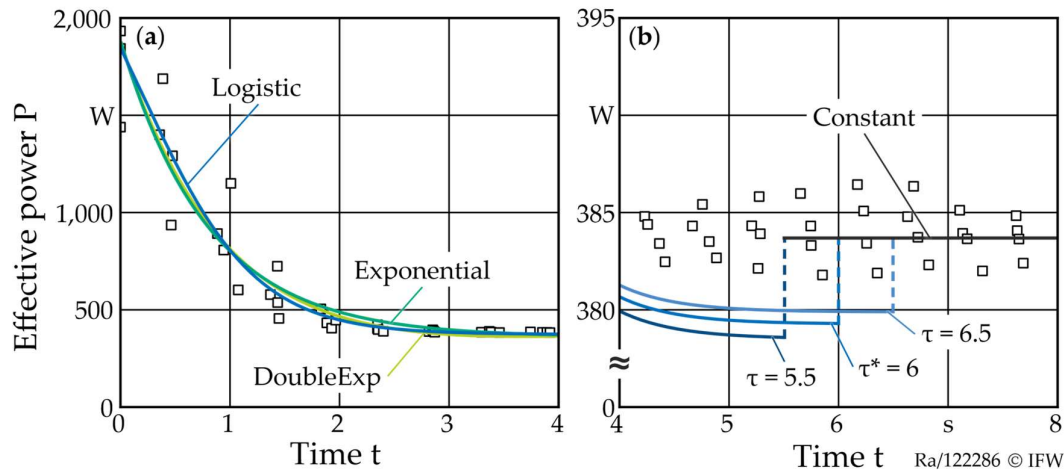 2,000
(a)
Logistic
W
Effective power P
1,000
Exponential
500
DoubleExp
0
0
1
2
3
4
Time t
395
(b)
W
Constant
385
380
≈
0
τ = 5.5
τ* = 6
τ = 6.5
4
5
6
s
8
Time t
Ra/122286 © IFW